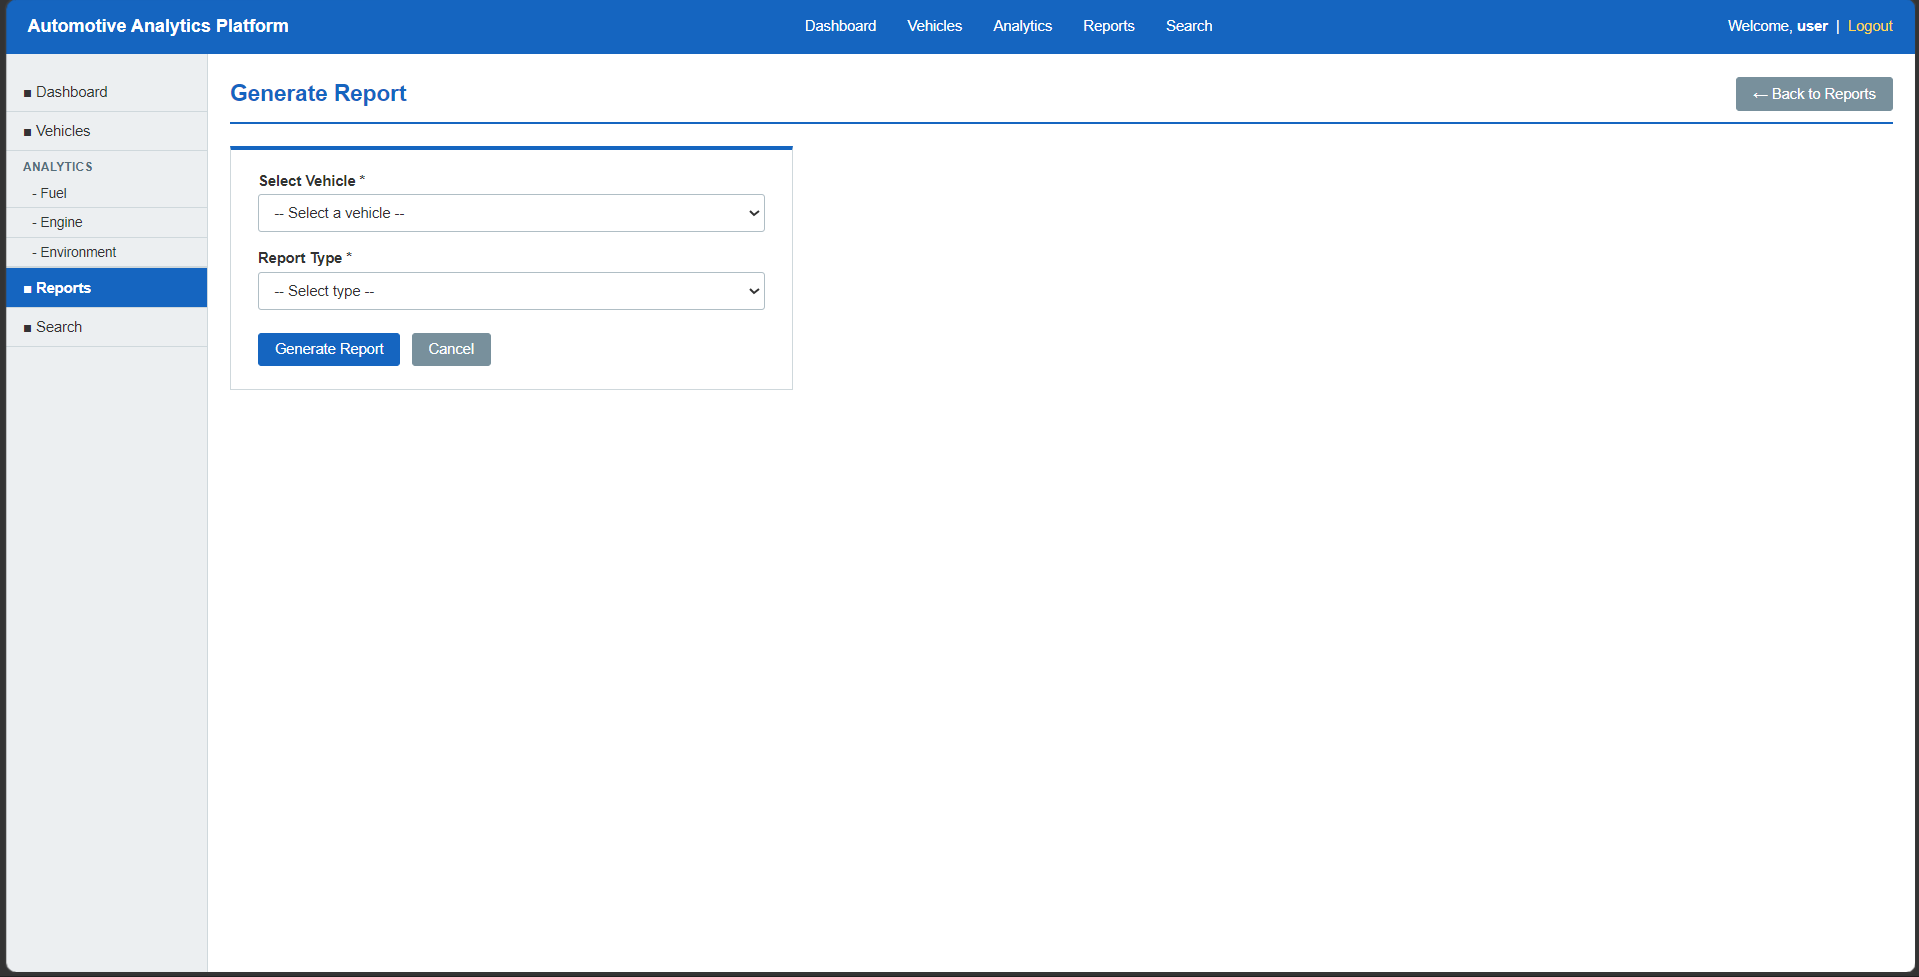 Automotive Analytics Platform
Dashboard Vehicles Analytics Reports Search
Welcome, user | Logout
Dashboard
Vehicles
ANALYTICS
- Fuel
- Engine
- Environment
Reports
Search
Generate Report
← Back to Reports
Select Vehicle *
-- Select a vehicle --
Report Type *
-- Select type --
Generate Report Cancel